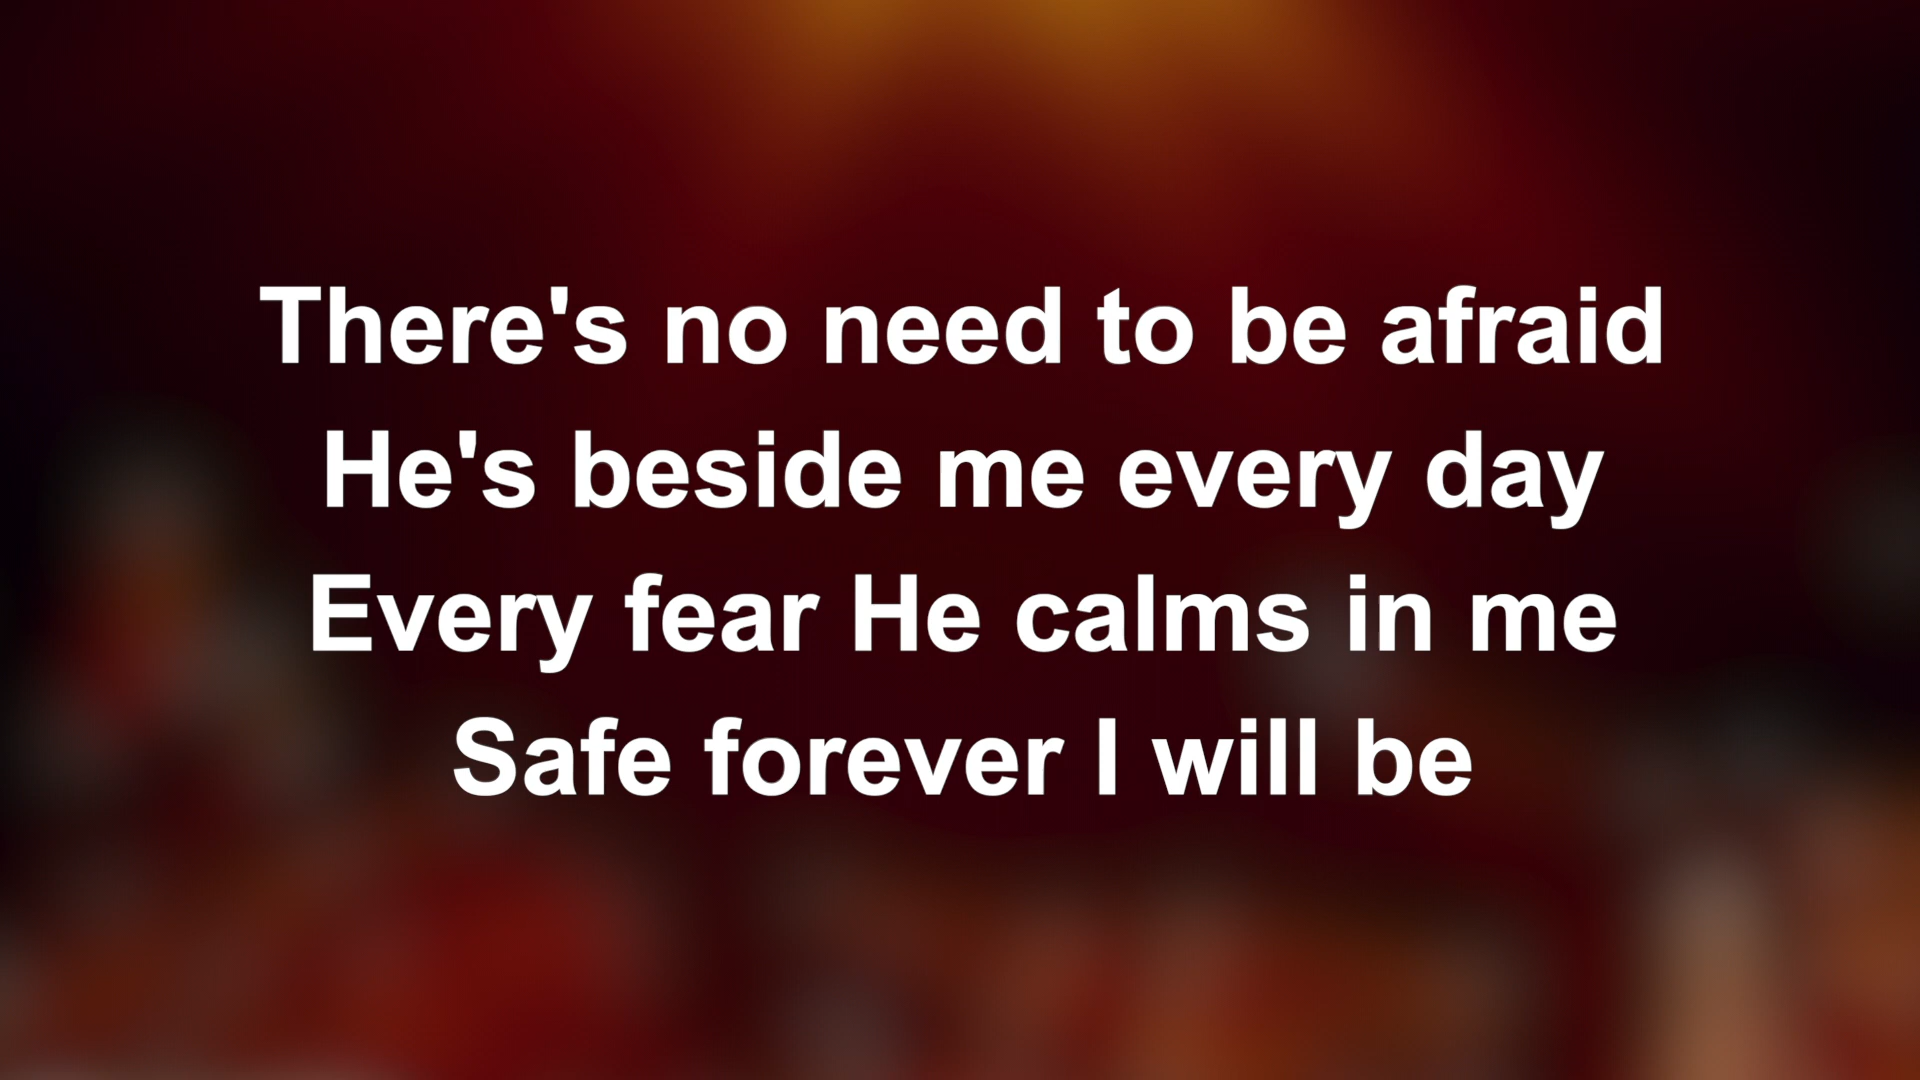 There's no need to be afraid
He's beside me every day
Every fear He calms in me
Safe forever I will be